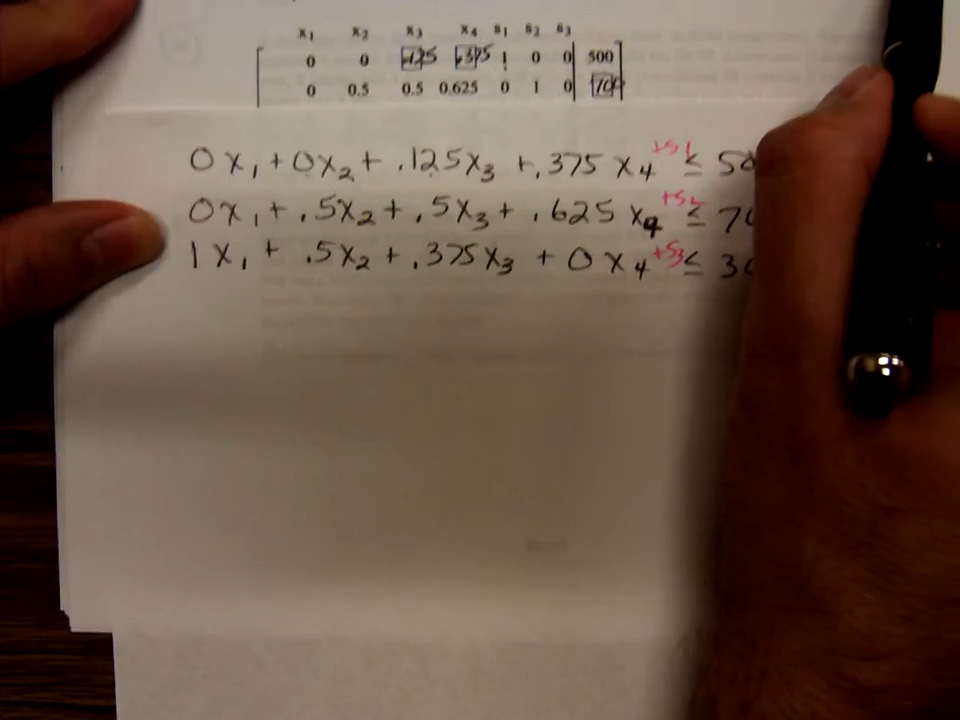 x₁ x₂ x₃ x₄ s₁ s₂ s₃
0 0 .125 .375 1 0 0 500
0 0.5 0.5 0.625 0 1 0 700
0x₁ + 0x₂ + .125x₃ + .375x₄ +s1 ≤ 50
0x₁ + .5x₂ + .5x₃ + .625x₄ +s₂ ≤ 70
1x₁ + .5x₂ + .375x₃ + 0x₄ +s3 ≤ 30